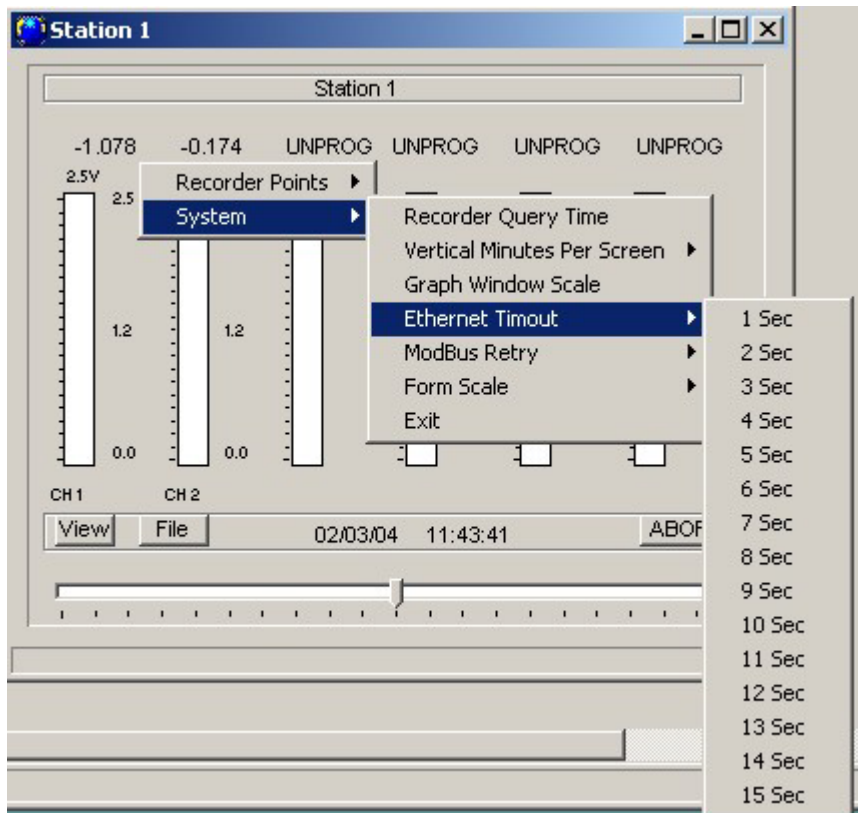 Station 1
Station 1
-1.078 -0.174 UNPROG UNPROG UNPROG UNPROG
2.5V
2.5
Recorder Points
System
Recorder Query Time
Vertical Minutes Per Screen
Graph Window Scale
Ethernet Timout
ModBus Retry
Form Scale
Exit
1 Sec
2 Sec
3 Sec
4 Sec
5 Sec
6 Sec
7 Sec
8 Sec
9 Sec
10 Sec
11 Sec
12 Sec
13 Sec
14 Sec
15 Sec
1.2 1.2
0.0 0.0
CH 1 CH 2
View File 02/03/04 11:43:41